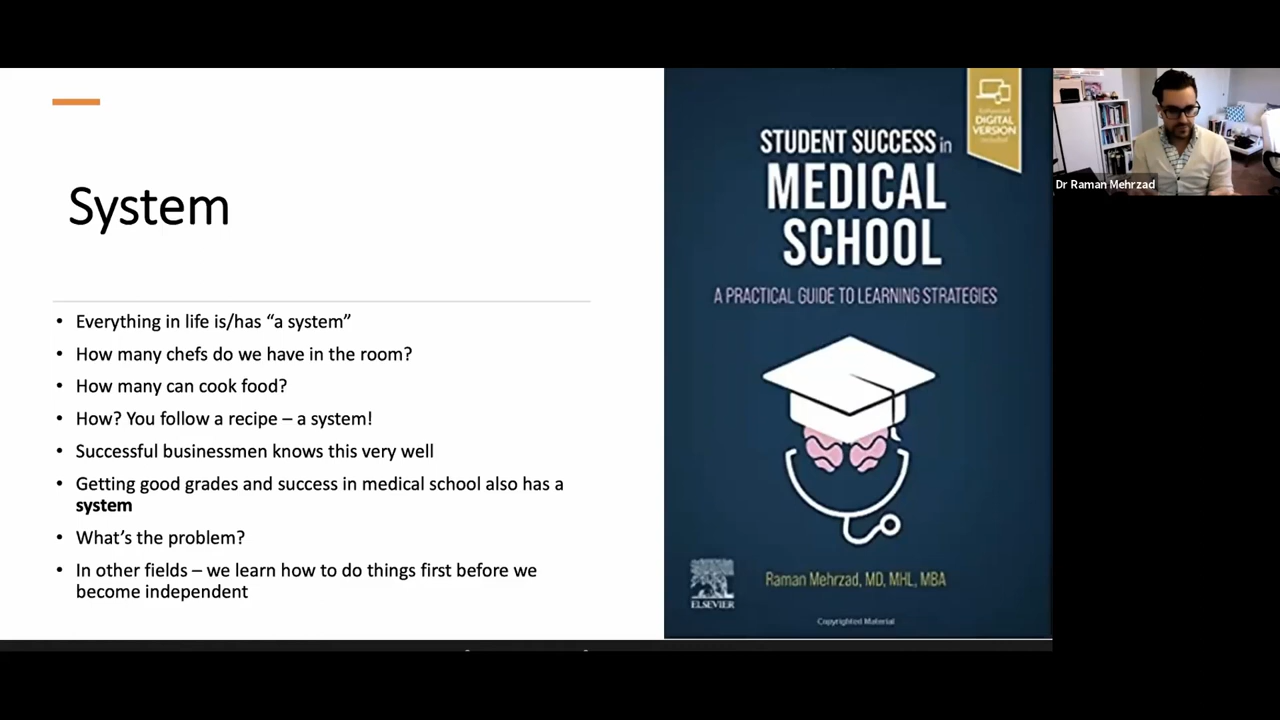 System
• Everything in life is/has “a system”
• How many chefs do we have in the room?
• How many can cook food?
• How? You follow a recipe – a system!
• Successful businessmen knows this very well
• Getting good grades and success in medical school also has a
system
• What’s the problem?
• In other fields – we learn how to do things first before we
become independent
DIGITAL
VERSION
STUDENT SUCCESS in
MEDICAL
SCHOOL
A PRACTICAL GUIDE TO LEARNING STRATEGIES
Raman Mehrzad, MD, MHL, MBA
ELSEVIER
Copyrighted Material
Dr Raman Mehrzad